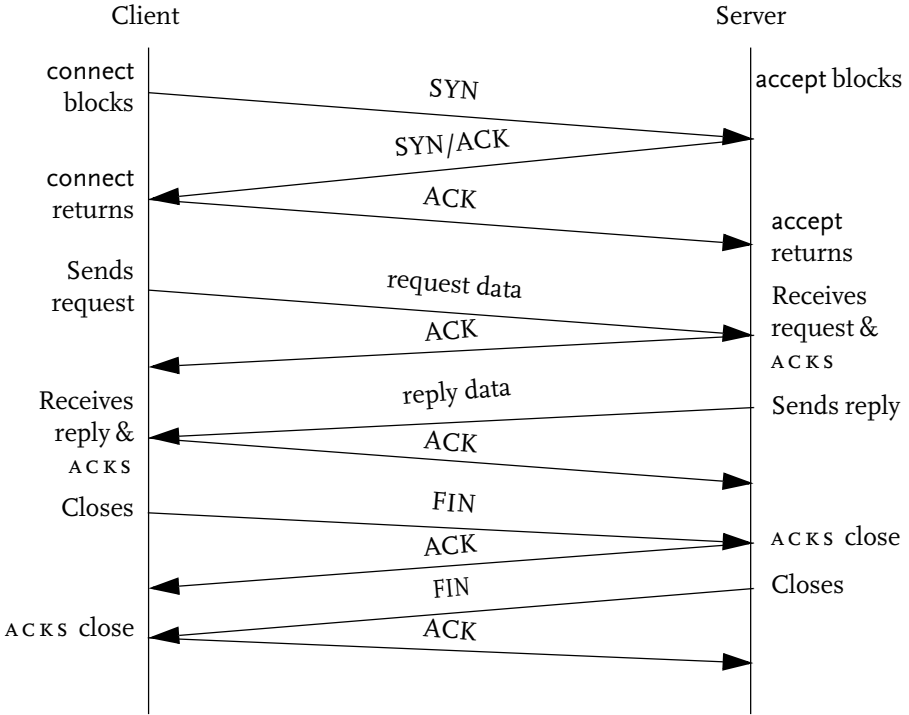 Client
Server
connect
blocks
SYN
accept blocks
SYN/ACK
connect
returns
ACK
accept
returns
Sends
request
request data
Receives
request &
ACKS
ACK
reply data
Sends reply
Receives
reply &
ACKS
ACK
Closes
FIN
ACKS close
ACK
FIN
Closes
ACKS close
ACK